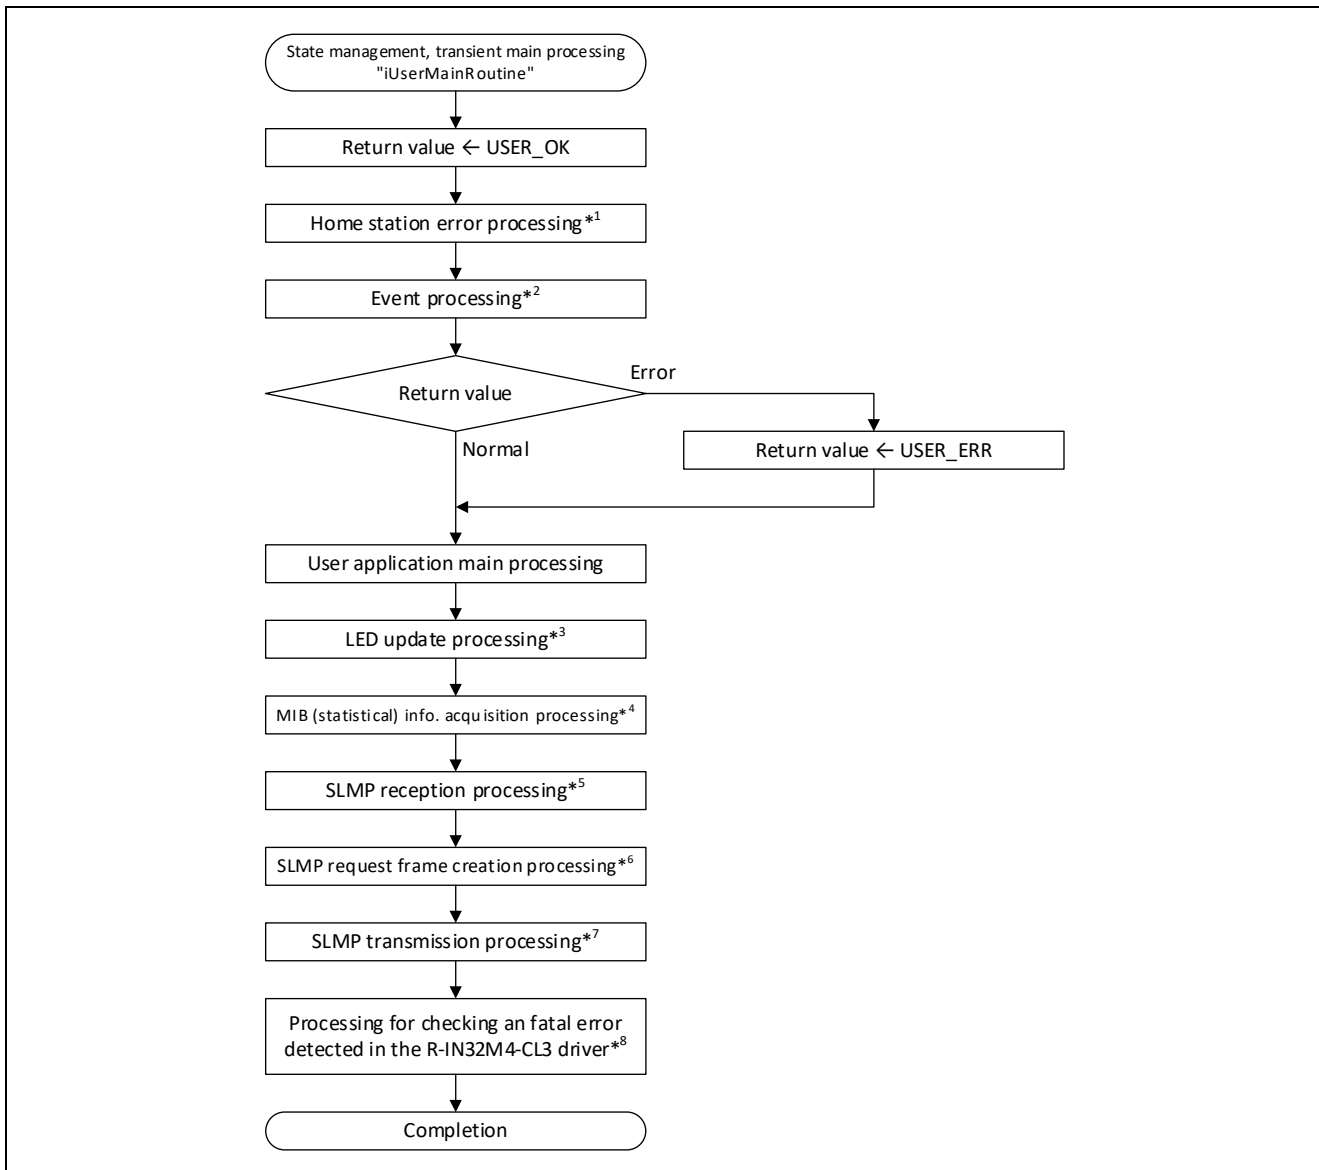 State management, transient main processing
"iUserMainRoutine"
Return value ← USER_OK
Home station error processing*1
Event processing*2
Return value
Error
Normal
Return value ← USER_ERR
User application main processing
LED update processing*3
MIB (statistical) info. acquisition processing*4
SLMP reception processing*5
SLMP request frame creation processing*6
SLMP transmission processing*7
Processing for checking an fatal error
detected in the R-IN32M4-CL3 driver*8
Completion